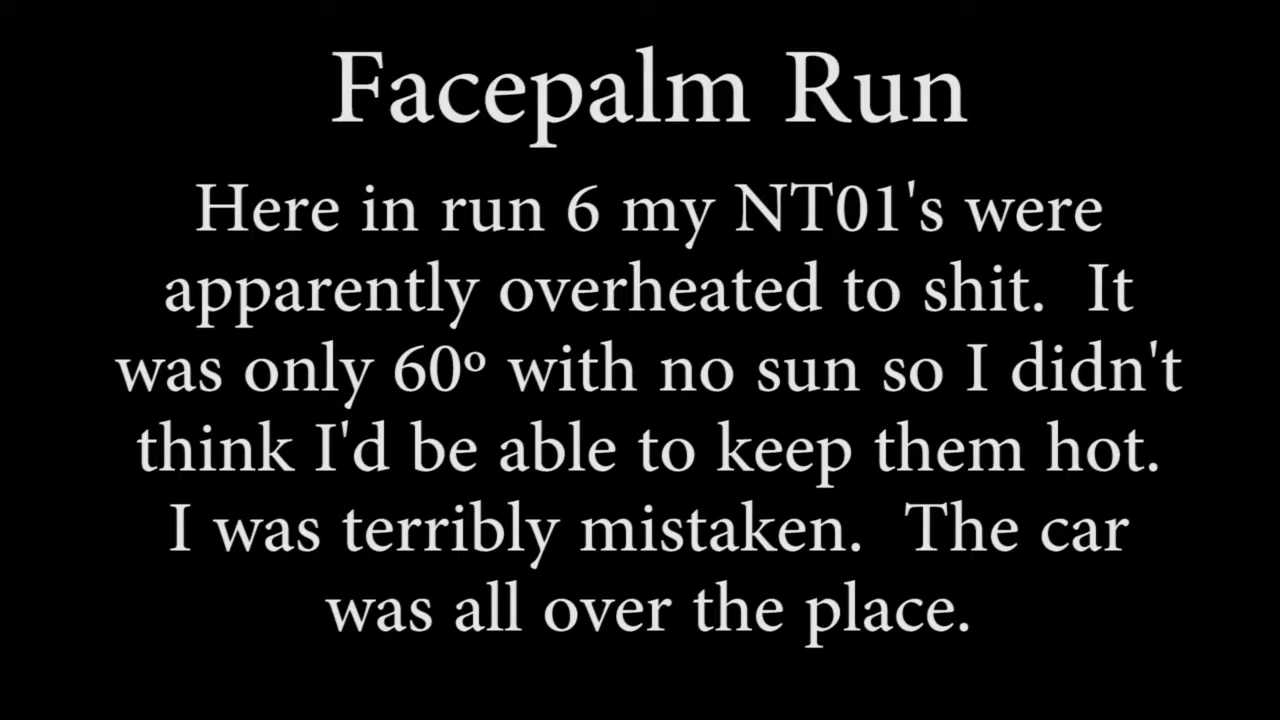 Facepalm Run
Here in run 6 my NT01's were
apparently overheated to shit.  It
was only 60º with no sun so I didn't
think I'd be able to keep them hot.
I was terribly mistaken.  The car
was all over the place.